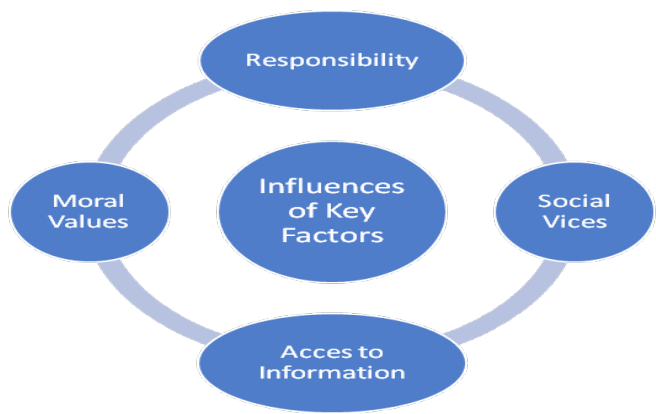 Responsibility
Moral
Values
Influences
of Key
Factors
Social
Vices
Acces to
Information